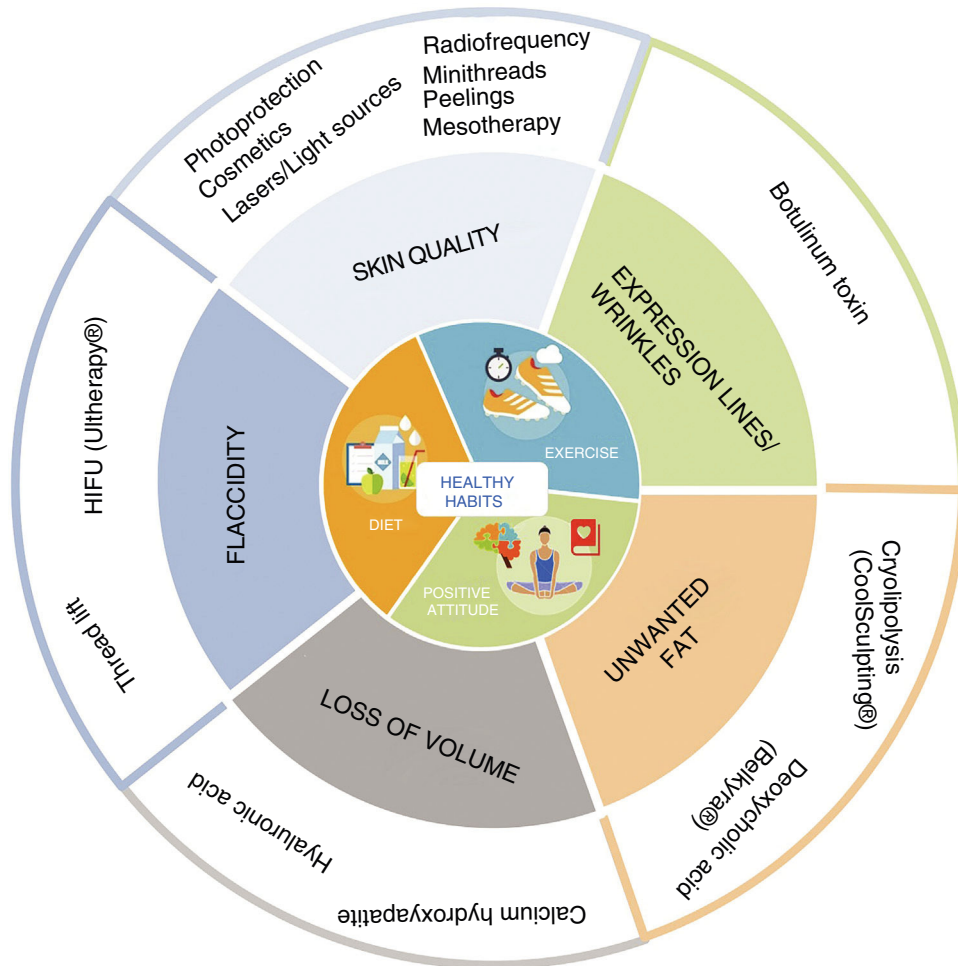 Photoprotection
Cosmetics
Lasers/Light sources
Radiofrequency
Minithreads
Peelings
Mesotherapy
SKIN QUALITY
Botulinum toxin
EXPRESSION LINES/
WRINKLES
Cryolipolysis
(CoolSculpting®)
Deoxycholic acid
(Belkyra®)
UNWANTED
FAT
Calcium hydroxyapatite
Hyaluronic acid
LOSS OF VOLUME
Thread lift
HIFU (Ultherapy®)
FLACCIDITY
EXERCISE
HEALTHY
HABITS
DIET
POSITIVE
ATTITUDE